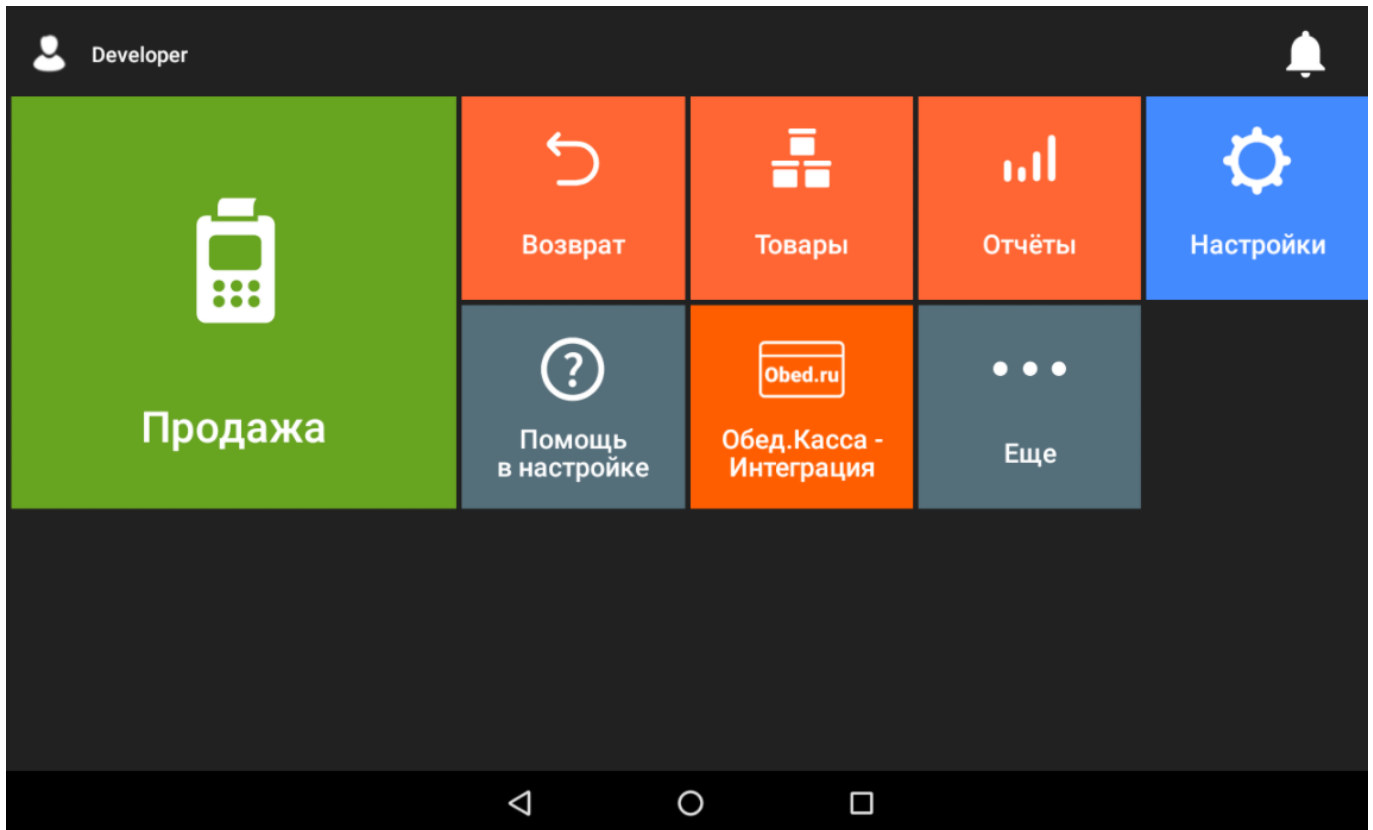 Developer
Продажа
Возврат
Товары
Отчёты
Настройки
Помощь
в настройке
Obed.ru
Обед.Касса -
Интеграция
Еще